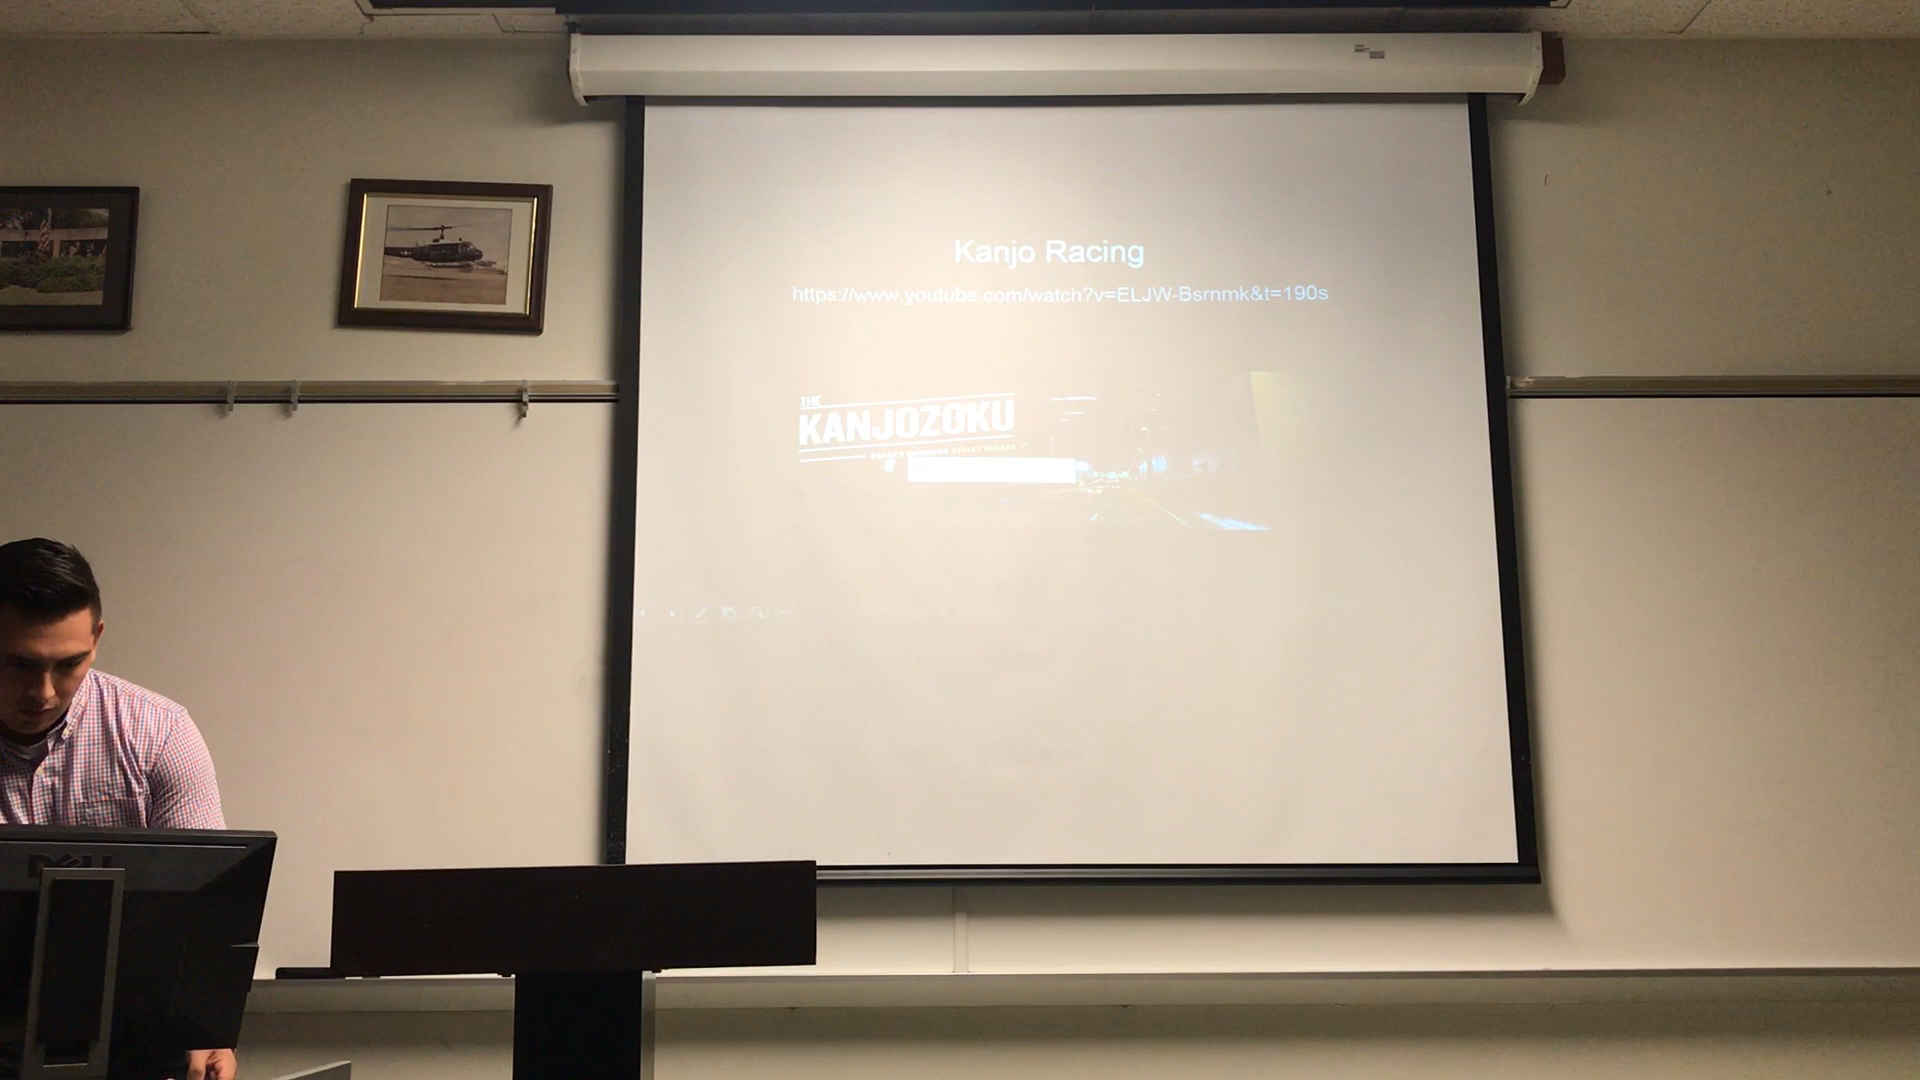 Kanjo Racing
https://www.youtube.com/watch?v=ELJW-Bsrnmk&t=190s
THE
KANJOZOKU
DELL